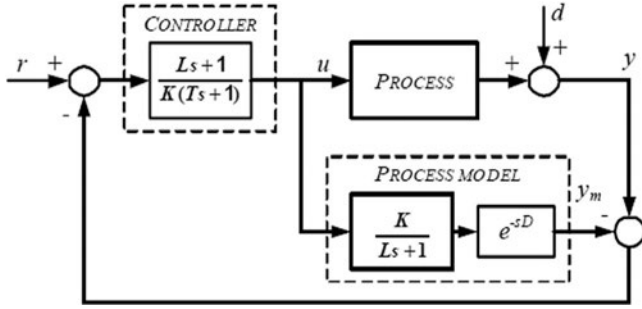 CONTROLLER
d
r + Ls+1 u PROCESS + + y
K(Ts+1)
-
PROCESS MODEL
K e^{-sD} y_m -
Ls+1